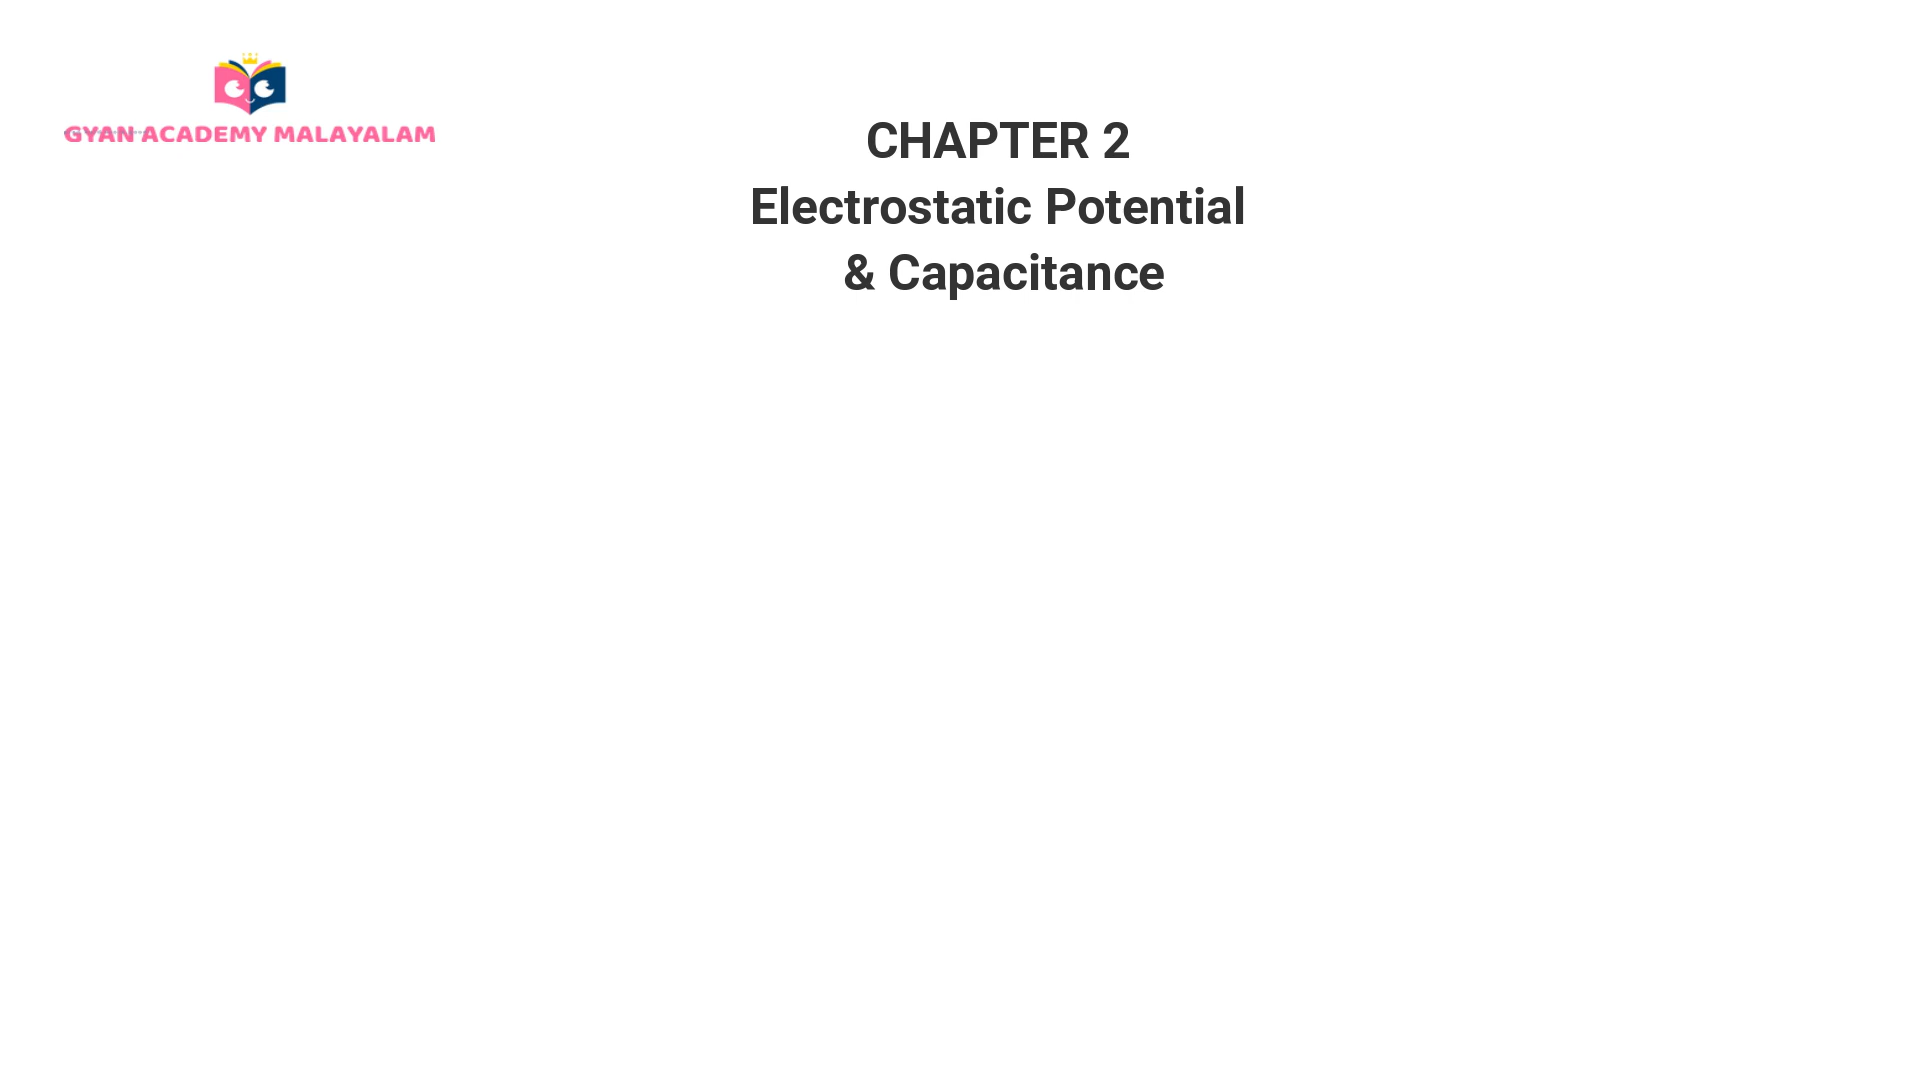 GYAN ACADEMY MALAYALAM
CHAPTER 2
Electrostatic Potential
& Capacitance